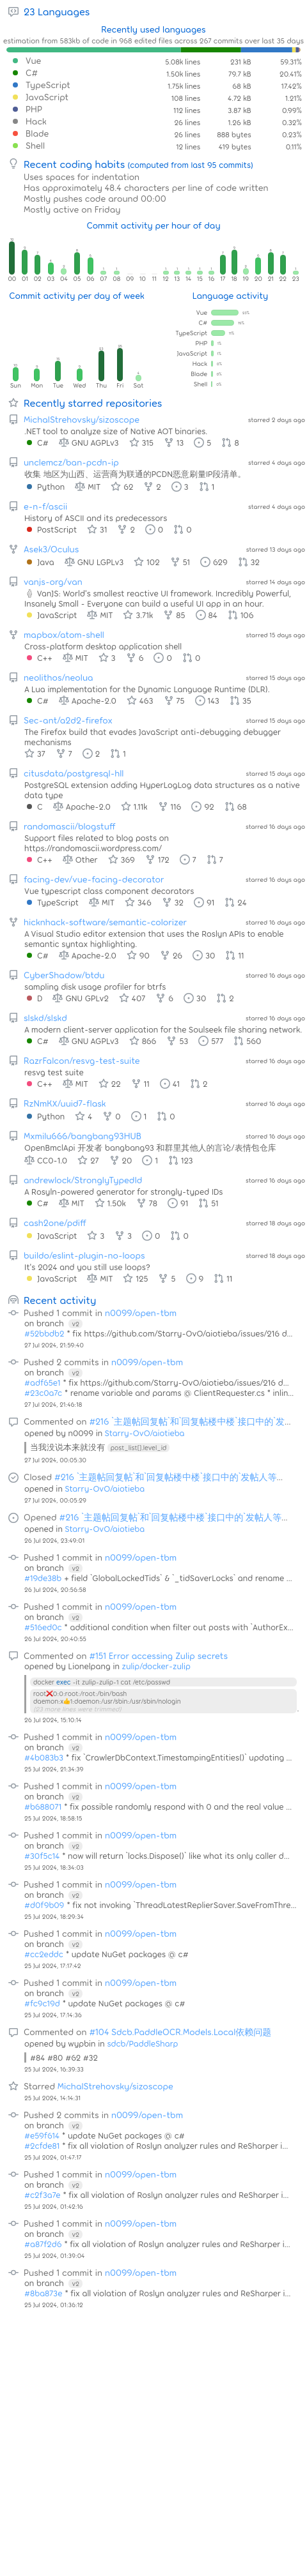 23 Languages
Recently used languages
estimation from 583kb of code in 968 edited files across 267 commits over last 35 days
Vue 5.08k lines 231 kB 59.31%
C# 1.50k lines 79.7 kB 20.41%
TypeScript 1.75k lines 68 kB 17.42%
JavaScript 108 lines 4.72 kB 1.21%
PHP 112 lines 3.87 kB 0.99%
Hack 26 lines 1.26 kB 0.32%
Blade 26 lines 888 bytes 0.23%
Shell 12 lines 419 bytes 0.11%
Recent coding habits (computed from last 95 commits)
Uses spaces for indentation
Has approximately 48.4 characters per line of code written
Mostly pushes code around 00:00
Mostly active on Friday
Commit activity per hour of day
00 01 02 03 04 05 06 07 08 09 10 11 12 13 14 15 16 17 18 19 20 21 22 23
Commit activity per day of week
Language activity
Vue
C#
TypeScript
PHP
JavaScript
Hack
Blade
Shell
Sun Mon Tue Wed Thu Fri Sat
Recently starred repositories
MichalStrehovsky/sizoscope starred 2 days ago
.NET tool to analyze size of Native AOT binaries.
C# GNU AGPLv3 315 13 5 8
unclemcz/ban-pcdn-ip starred 4 days ago
收集 地区为山西、运营商为联通的PCDN恶意刷量IP段清单。
Python MIT 62 2 3 1
e-n-f/ascii starred 4 days ago
History of ASCII and its predecessors
PostScript 31 2 0 0
Asek3/Oculus starred 13 days ago
Java GNU LGPLv3 102 51 629 32
vanjs-org/van starred 14 days ago
🍦 VanJS: World's smallest reactive UI framework. Incredibly Powerful,
Insanely Small - Everyone can build a useful UI app in an hour.
JavaScript MIT 3.71k 85 84 106
mapbox/atom-shell starred 15 days ago
Cross-platform desktop application shell
C++ MIT 3 6 0 0
neolithos/neolua starred 15 days ago
A Lua implementation for the Dynamic Language Runtime (DLR).
C# Apache-2.0 463 75 143 35
Sec-ant/a2d2-firefox starred 15 days ago
The Firefox build that evades JavaScript anti-debugging debugger
mechanisms
37 7 2 1
citusdata/postgresql-hll starred 15 days ago
PostgreSQL extension adding HyperLogLog data structures as a native
data type
C Apache-2.0 1.11k 116 92 68
randomascii/blogstuff starred 16 days ago
Support files related to blog posts on
https://randomascii.wordpress.com/
C++ Other 369 172 7 7
facing-dev/vue-facing-decorator starred 16 days ago
Vue typescript class component decorators
TypeScript MIT 346 32 91 24
hicknhack-software/semantic-colorizer starred 16 days ago
A Visual Studio editor extension that uses the Roslyn APIs to enable
semantic syntax highlighting.
C# Apache-2.0 90 26 30 11
CyberShadow/btdu starred 16 days ago
sampling disk usage profiler for btrfs
D GNU GPLv2 407 6 30 2
slskd/slskd starred 16 days ago
A modern client-server application for the Soulseek file sharing network.
C# GNU AGPLv3 866 53 577 560
RazrFalcon/resvg-test-suite starred 16 days ago
resvg test suite
C++ MIT 22 11 41 2
RzNmKX/uuid7-flask starred 16 days ago
Python 4 0 1 0
Mxmilu666/bangbang93HUB starred 16 days ago
OpenBmclApi 开发者 bangbang93 和群里其他人的言论/表情包仓库
CC0-1.0 27 20 1 123
andrewlock/StronglyTypedId starred 16 days ago
A Rosyln-powered generator for strongly-typed IDs
C# MIT 1.50k 78 91 51
cash2one/pdiff starred 18 days ago
JavaScript 3 3 0 0
buildo/eslint-plugin-no-loops starred 18 days ago
It's 2024 and you still use loops?
JavaScript MIT 125 5 9 11
Recent activity
Pushed 1 commit in n0099/open-tbm
on branch v2
#52bbdb2 * fix https://github.com/Starry-OvO/aiotieba/issues/216 d...
27 Jul 2024, 21:59:40
Pushed 2 commits in n0099/open-tbm
on branch v2
#adf65e1 * fix https://github.com/Starry-OvO/aiotieba/issues/216 d...
#23c0a7c * rename variable and params @ ClientRequester.cs * inlin...
27 Jul 2024, 21:46:18
Commented on #216 `主题帖回复帖`和`回复帖楼中楼`接口中的`发...
opened by n0099 in Starry-OvO/aiotieba
当我没说本来就没有 post_list[].level_id
27 Jul 2024, 00:05:30
Closed #216 `主题帖回复帖`和`回复帖楼中楼`接口中的`发帖人等...
opened in Starry-OvO/aiotieba
27 Jul 2024, 00:05:29
Opened #216 `主题帖回复帖`和`回复帖楼中楼`接口中的`发帖人等...
opened in Starry-OvO/aiotieba
26 Jul 2024, 23:49:01
Pushed 1 commit in n0099/open-tbm
on branch v2
#19de38b + field `GlobalLockedTids` & `_tidSaverLocks` and rename ...
26 Jul 2024, 20:56:58
Pushed 1 commit in n0099/open-tbm
on branch v2
#516ed0c * additional condition when filter out posts with `AuthorEx...
26 Jul 2024, 20:40:55
Commented on #151 Error accessing Zulip secrets
opened by Lionelpang in zulip/docker-zulip
docker exec -it zulip-zulip-1 cat /etc/passwd
root:❌0:0:root:/root:/bin/bash
daemon:x👍1:daemon:/usr/sbin:/usr/sbin/nologin
26 Jul 2024, 15:10:14
Pushed 1 commit in n0099/open-tbm
on branch v2
#4b083b3 * fix `CrawlerDbContext.TimestampingEntities()` updating ...
25 Jul 2024, 21:34:39
Pushed 1 commit in n0099/open-tbm
on branch v2
#b688071 * fix possible randomly respond with 0 and the real value ...
25 Jul 2024, 18:58:15
Pushed 1 commit in n0099/open-tbm
on branch v2
#30f5c14 * now will return `locks.Dispose()` like what its only caller d...
25 Jul 2024, 18:34:03
Pushed 1 commit in n0099/open-tbm
on branch v2
#d0f9b09 * fix not invoking `ThreadLatestReplierSaver.SaveFromThre...
25 Jul 2024, 18:29:34
Pushed 1 commit in n0099/open-tbm
on branch v2
#cc2eddc * update NuGet packages @ c#
25 Jul 2024, 17:17:42
Pushed 1 commit in n0099/open-tbm
on branch v2
#fc9c19d * update NuGet packages @ c#
25 Jul 2024, 17:14:36
Commented on #104 Sdcb.PaddleOCR.Models.Local依赖问题
opened by wypbin in sdcb/PaddleSharp
#84 #80 #62 #32
25 Jul 2024, 16:39:33
Starred MichalStrehovsky/sizoscope
25 Jul 2024, 14:14:31
Pushed 2 commits in n0099/open-tbm
on branch v2
#e59f614 * update NuGet packages @ c#
#2cfde81 * fix all violation of Roslyn analyzer rules and ReSharper i...
25 Jul 2024, 01:47:17
Pushed 1 commit in n0099/open-tbm
on branch v2
#c2f3a7e * fix all violation of Roslyn analyzer rules and ReSharper i...
25 Jul 2024, 01:42:16
Pushed 1 commit in n0099/open-tbm
on branch v2
#a87f2d6 * fix all violation of Roslyn analyzer rules and ReSharper i...
25 Jul 2024, 01:39:04
Pushed 1 commit in n0099/open-tbm
on branch v2
#8ba873e * fix all violation of Roslyn analyzer rules and ReSharper i...
25 Jul 2024, 01:36:12